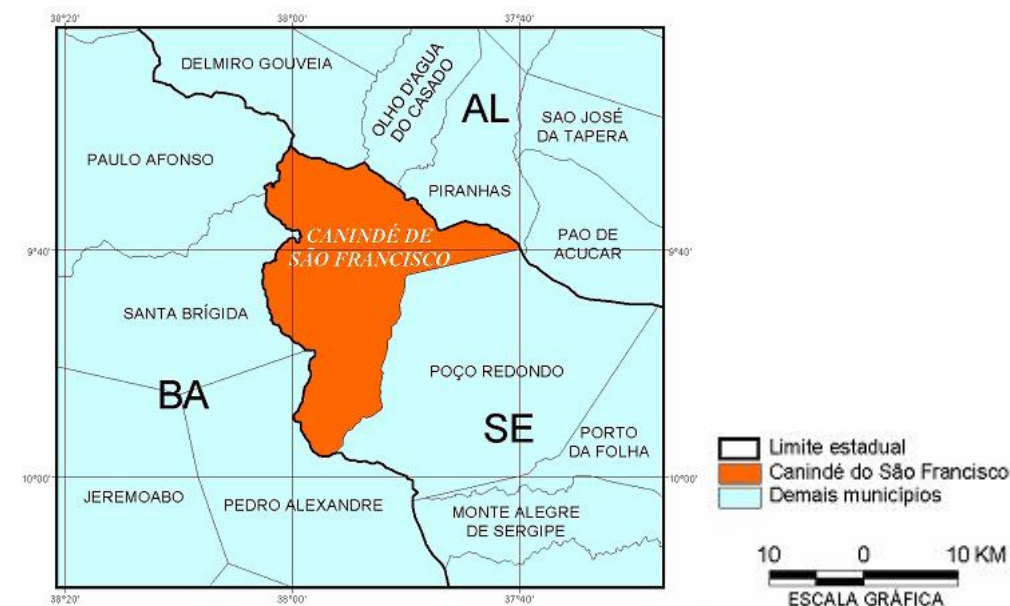 38°20'
38°00'
37°40'
DELMIRO GOUVEIA
OLHO D'AGUA
DO CASADO
AL
SAO JOSÉ
DA TAPERA
PAULO AFONSO
PIRANHAS
CANINDÉ DE
SÃO FRANCISCO
PAO DE
ACUCAR
9°40'
9°40'
SANTA BRÍGIDA
POÇO REDONDO
BA
SE
PORTO
DA FOLHA
10°00'
10°00'
JEREMOABO
PEDRO ALEXANDRE
MONTE ALEGRE
DE SERGIPE
38°20'
38°00'
37°40'
Limite estadual
Canindé do São Francisco
Demais municípios
10 0 10 KM
ESCALA GRÁFICA